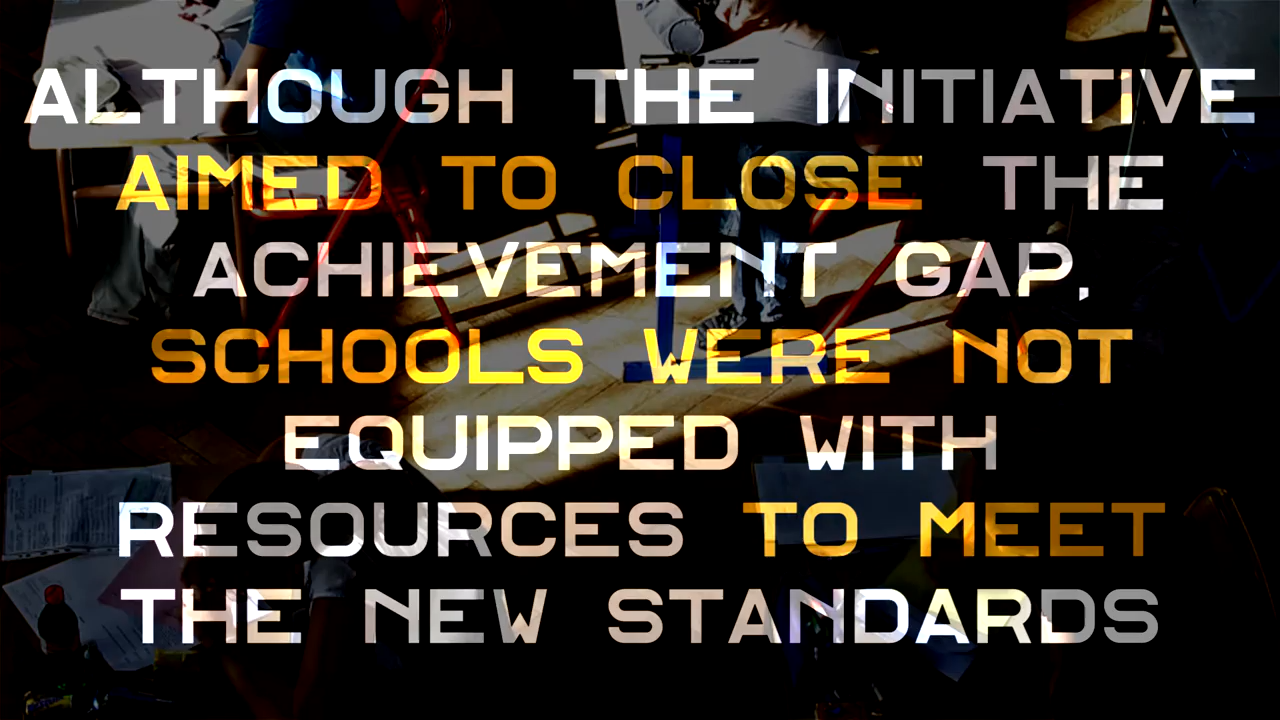 ALTHOUGH THE INITIATIVE
AIMED TO CLOSE THE
ACHIEVEMENT GAP,
SCHOOLS WERE NOT
EQUIPPED WITH
RESOURCES TO MEET
THE NEW STANDARDS